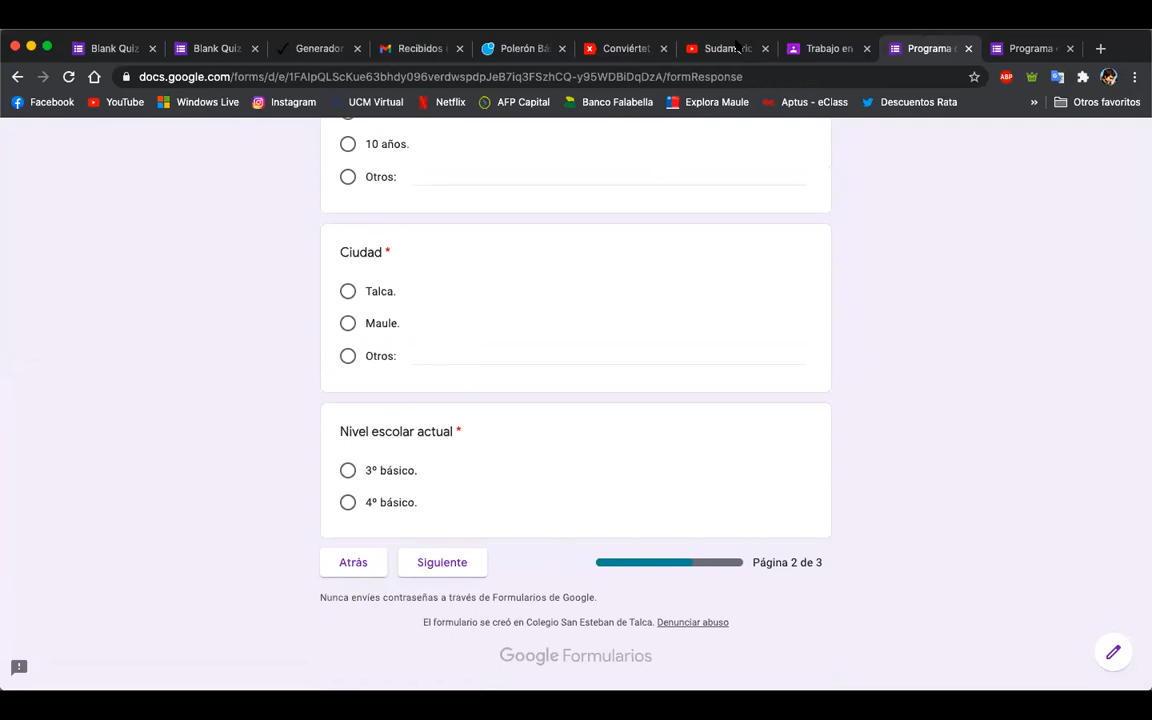 Blank Quiz
Blank Quiz
Generador
Recibidos
Polerón Bá
Conviértet
Sudam
Trabajo en
Programa
Programa
docs.google.com/forms/d/e/1FAIpQLScKue63bhdy096verdwspdpJeB7iq3FSzhCQ-y95WDBiDqDzA/formResponse
ABP
Facebook
YouTube
Windows Live
Instagram
UCM Virtual
Netflix
AFP Capital
Banco Falabella
Explora Maule
Aptus - eClass
Descuentos Rata
»
Otros favoritos
10 años.
Otros:
Ciudad *
Talca.
Maule.
Otros:
Nivel escolar actual *
3º básico.
4º básico.
Atrás
Siguiente
Página 2 de 3
Nunca envíes contraseñas a través de Formularios de Google.
El formulario se creó en Colegio San Esteban de Talca. Denunciar abuso
Google Formularios